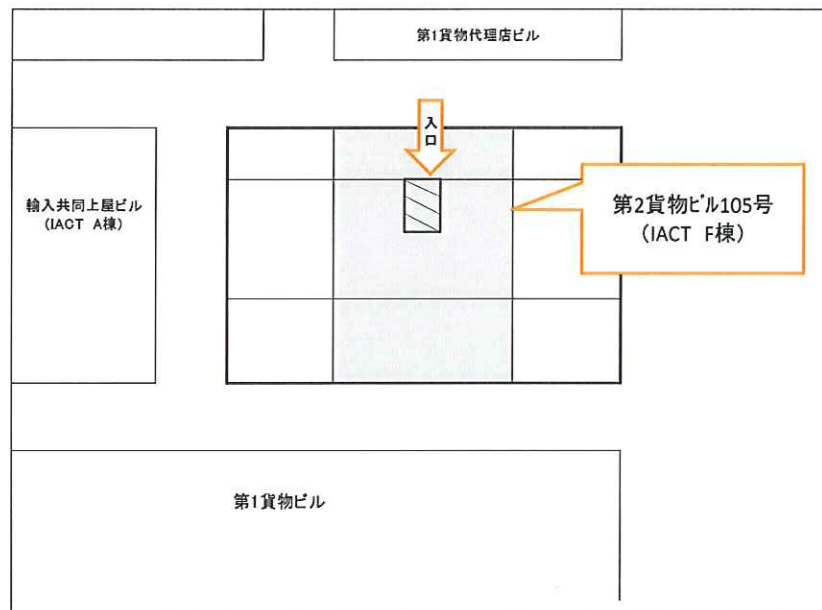 第1貨物代理店ビル
入
口
輸入共同上屋ビル
(IACT A棟)
第2貨物ビル105号
(IACT F棟)
第1貨物ビル